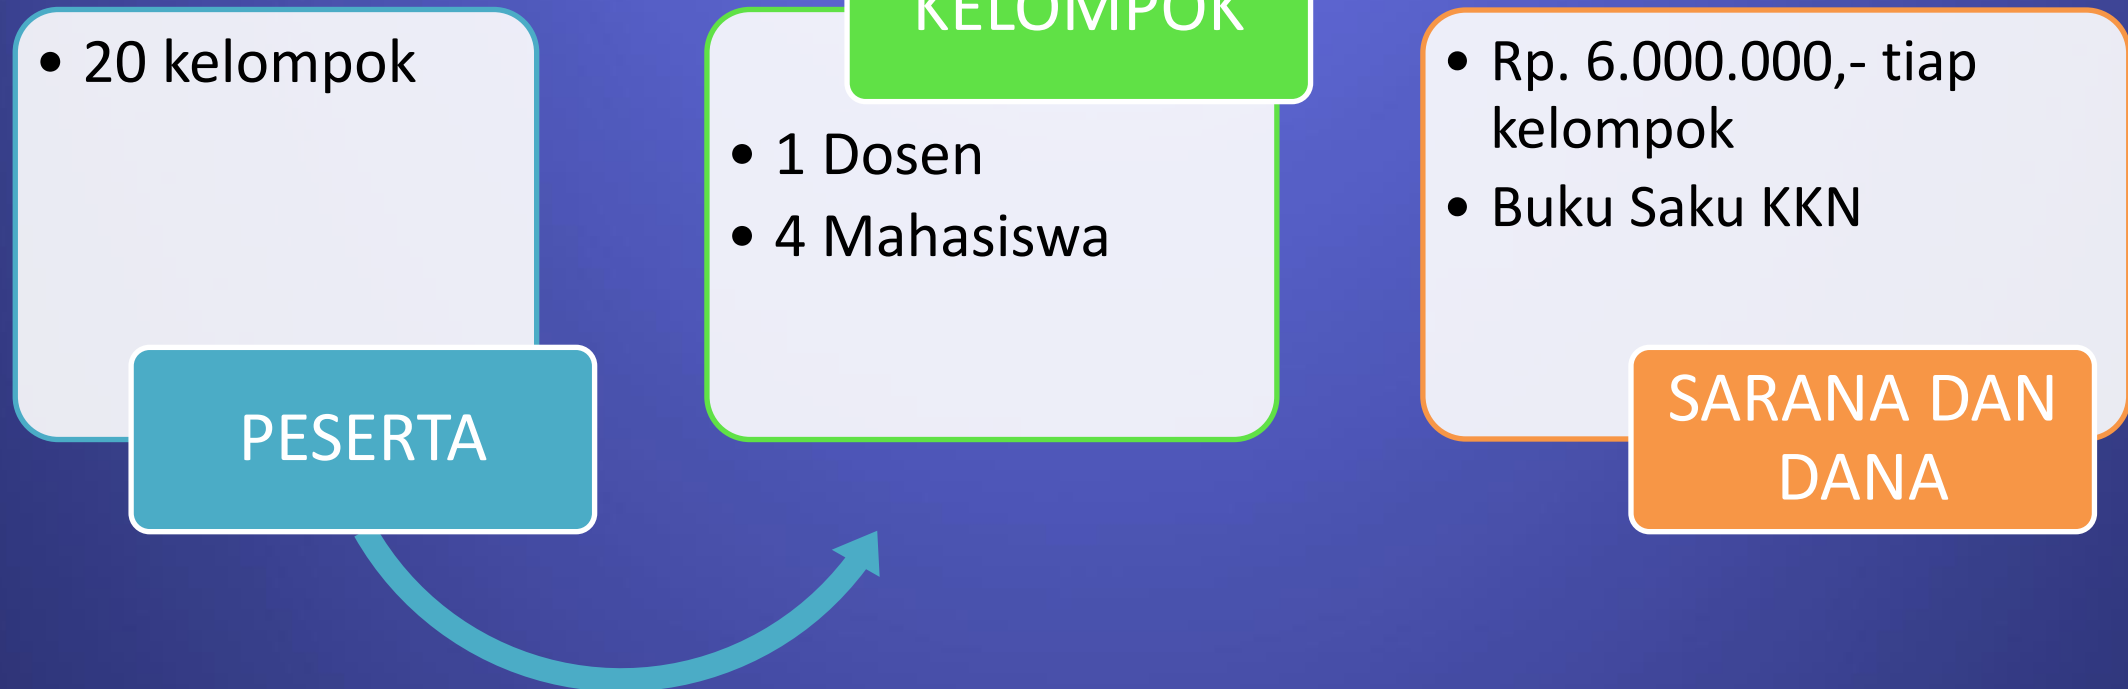 • 20 kelompok
PESERTA
KELOMPOK
• 1 Dosen
• 4 Mahasiswa
• Rp. 6.000.000,- tiap
kelompok
• Buku Saku KKN
SARANA DAN
DANA